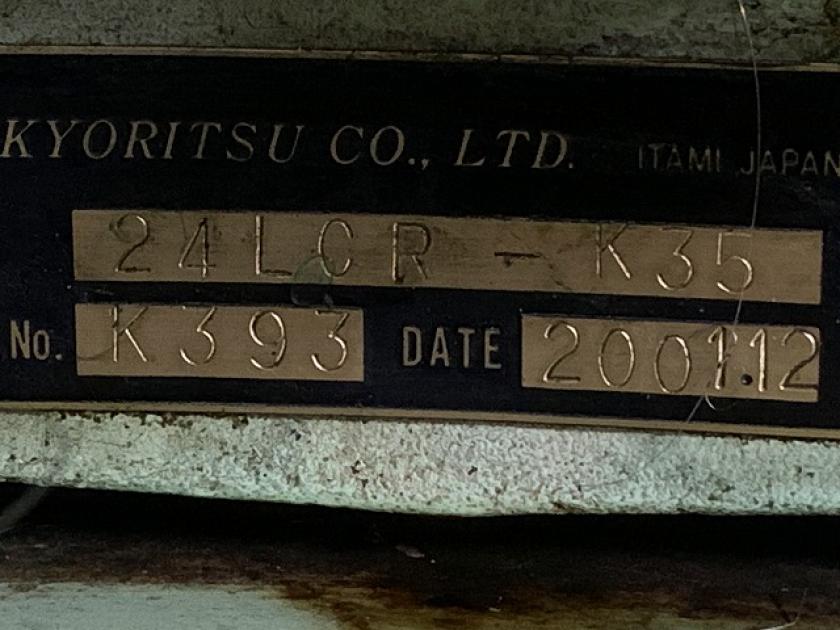 KYORITSU CO., LTD. ITAMI JAPAN
24LCR - K35
No. K393 DATE 2001.12